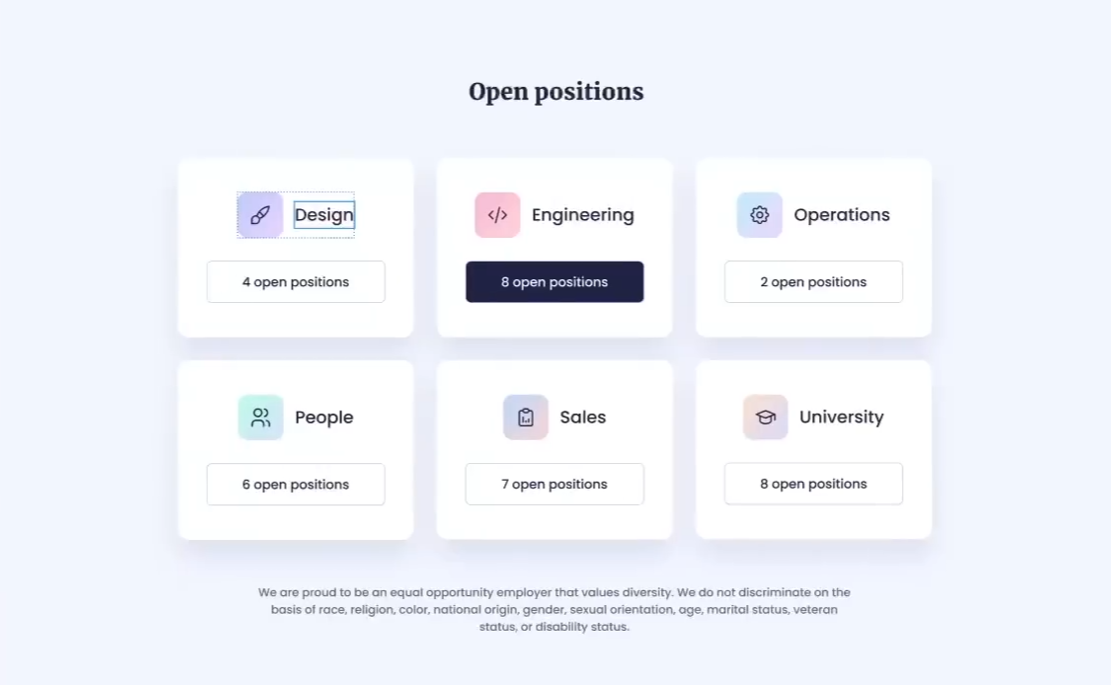 Open positions
Design
4 open positions
Engineering
8 open positions
Operations
2 open positions
People
6 open positions
Sales
7 open positions
University
8 open positions
We are proud to be an equal opportunity employer that values diversity. We do not discriminate on the
basis of race, religion, color, national origin, gender, sexual orientation, age, marital status, veteran
status, or disability status.